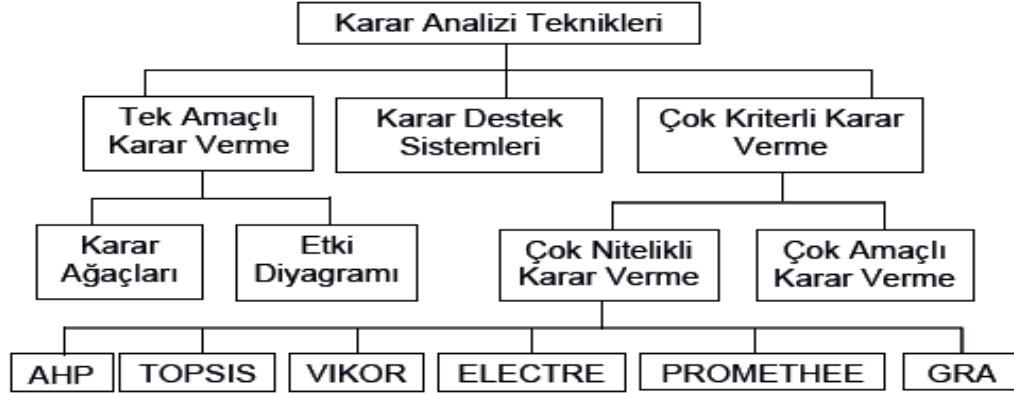 Karar Analizi Teknikleri
Tek Amaçlı
Karar Verme
Karar Destek
Sistemleri
Çok Kriterli Karar
Verme
Karar
Ağaçları
Etki
Diyagramı
Çok Nitelikli
Karar Verme
Çok Amaçlı
Karar Verme
AHP
TOPSIS
VIKOR
ELECTRE
PROMETHEE
GRA